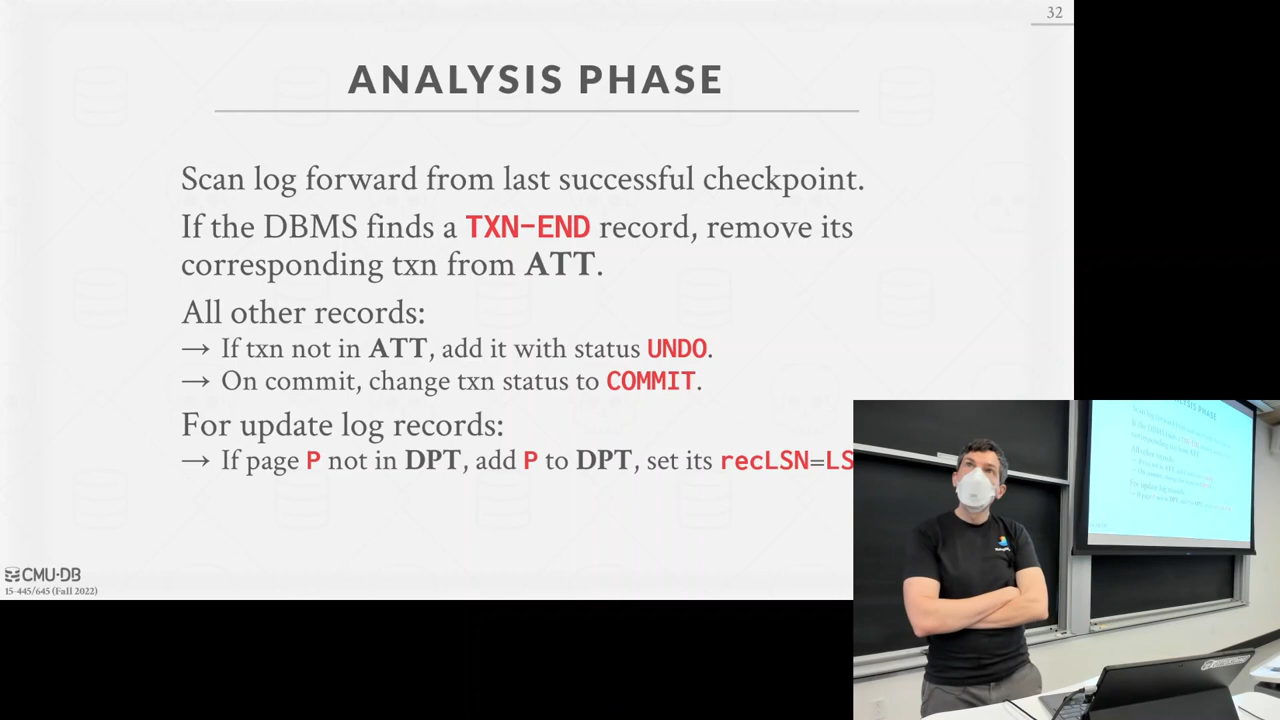 32
ANALYSIS PHASE
Scan log forward from last successful checkpoint.
If the DBMS finds a TXN-END record, remove its
corresponding txn from ATT.
All other records:
→ If txn not in ATT, add it with status UNDO.
→ On commit, change txn status to COMMIT.
For update log records:
→ If page P not in DPT, add P to DPT, set its recLSN=LS
CMU·DB
15-445/645 (Fall 2022)